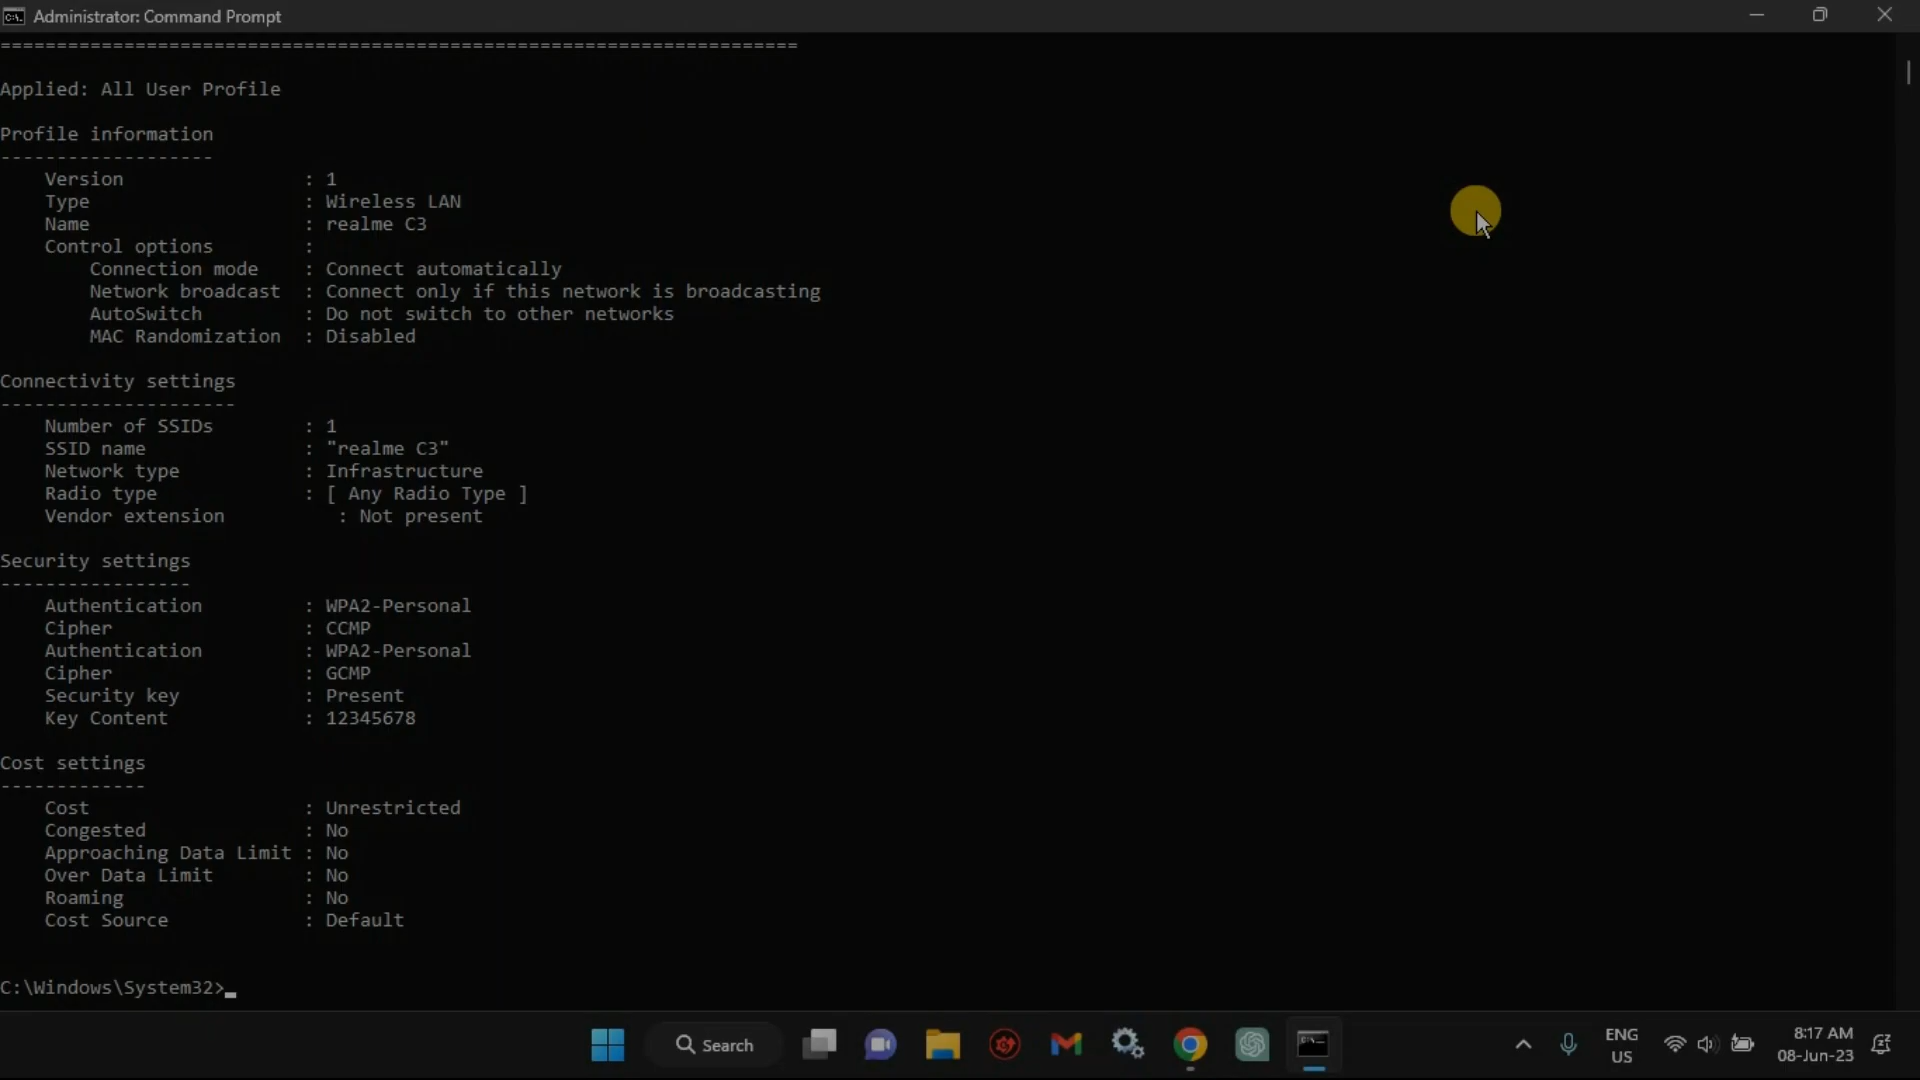 Administrator: Command Prompt
=======================================================================
Applied: All User Profile
Profile information
-------------------
Version : 1
Type : Wireless LAN
Name : realme C3
Control options :
Connection mode : Connect automatically
Network broadcast : Connect only if this network is broadcasting
AutoSwitch : Do not switch to other networks
MAC Randomization : Disabled
Connectivity settings
---------------------
Number of SSIDs : 1
SSID name : "realme C3"
Network type : Infrastructure
Radio type : [ Any Radio Type ]
Vendor extension : Not present
Security settings
-----------------
Authentication : WPA2-Personal
Cipher : CCMP
Authentication : WPA2-Personal
Cipher : GCMP
Security key : Present
Key Content : 12345678
Cost settings
-------------
Cost : Unrestricted
Congested : No
Approaching Data Limit : No
Over Data Limit : No
Roaming : No
Cost Source : Default
C:\Windows\System32>_
Search
ENG
US
8:17 AM
08-Jun-23